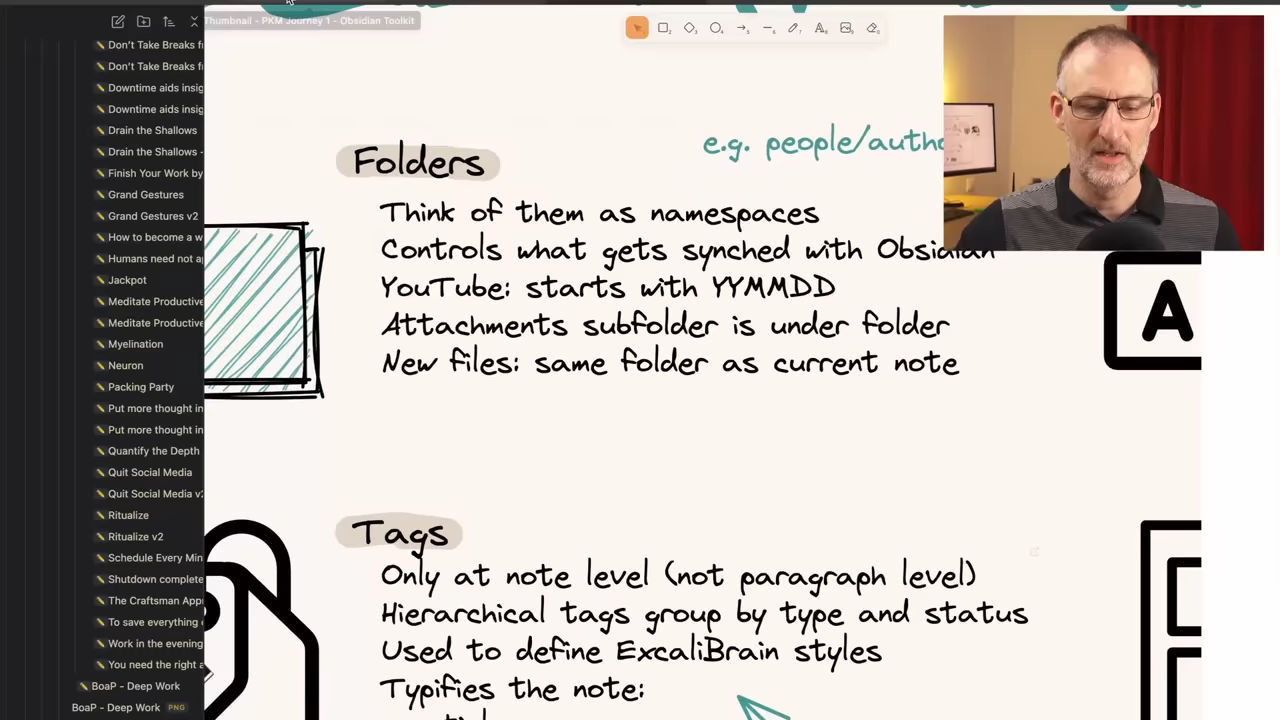 Thumbnail - PKM Journey 1 - Obsidian Toolkit
Don't Take Breaks f
Don't Take Breaks f
Downtime aids insig
Downtime aids insig
Drain the Shallows
Drain the Shallows -
Finish Your Work by
Grand Gestures
Grand Gestures v2
How to become a w
Humans need not a
Jackpot
Meditate Productive
Meditate Productive
Myelination
Neuron
Packing Party
Put more thought in
Put more thought in
Quantify the Depth
Quit Social Media
Quit Social Media v
Ritualize
Ritualize v2
Schedule Every Min
Shutdown complete
The Craftsman App
To save everything
Work in the evening
You need the right a
BoaP - Deep Work
BoaP - Deep Work PNG
e.g. people/autho
Folders
Think of them as namespaces
Controls what gets synched with Obsidian
YouTube: starts with YYMMDD
Attachments subfolder is under folder
New files: same folder as current note
A
Tags
Only at note level (not paragraph level)
Hierarchical tags group by type and status
Used to define ExcaliBrain styles
Typifies the note: